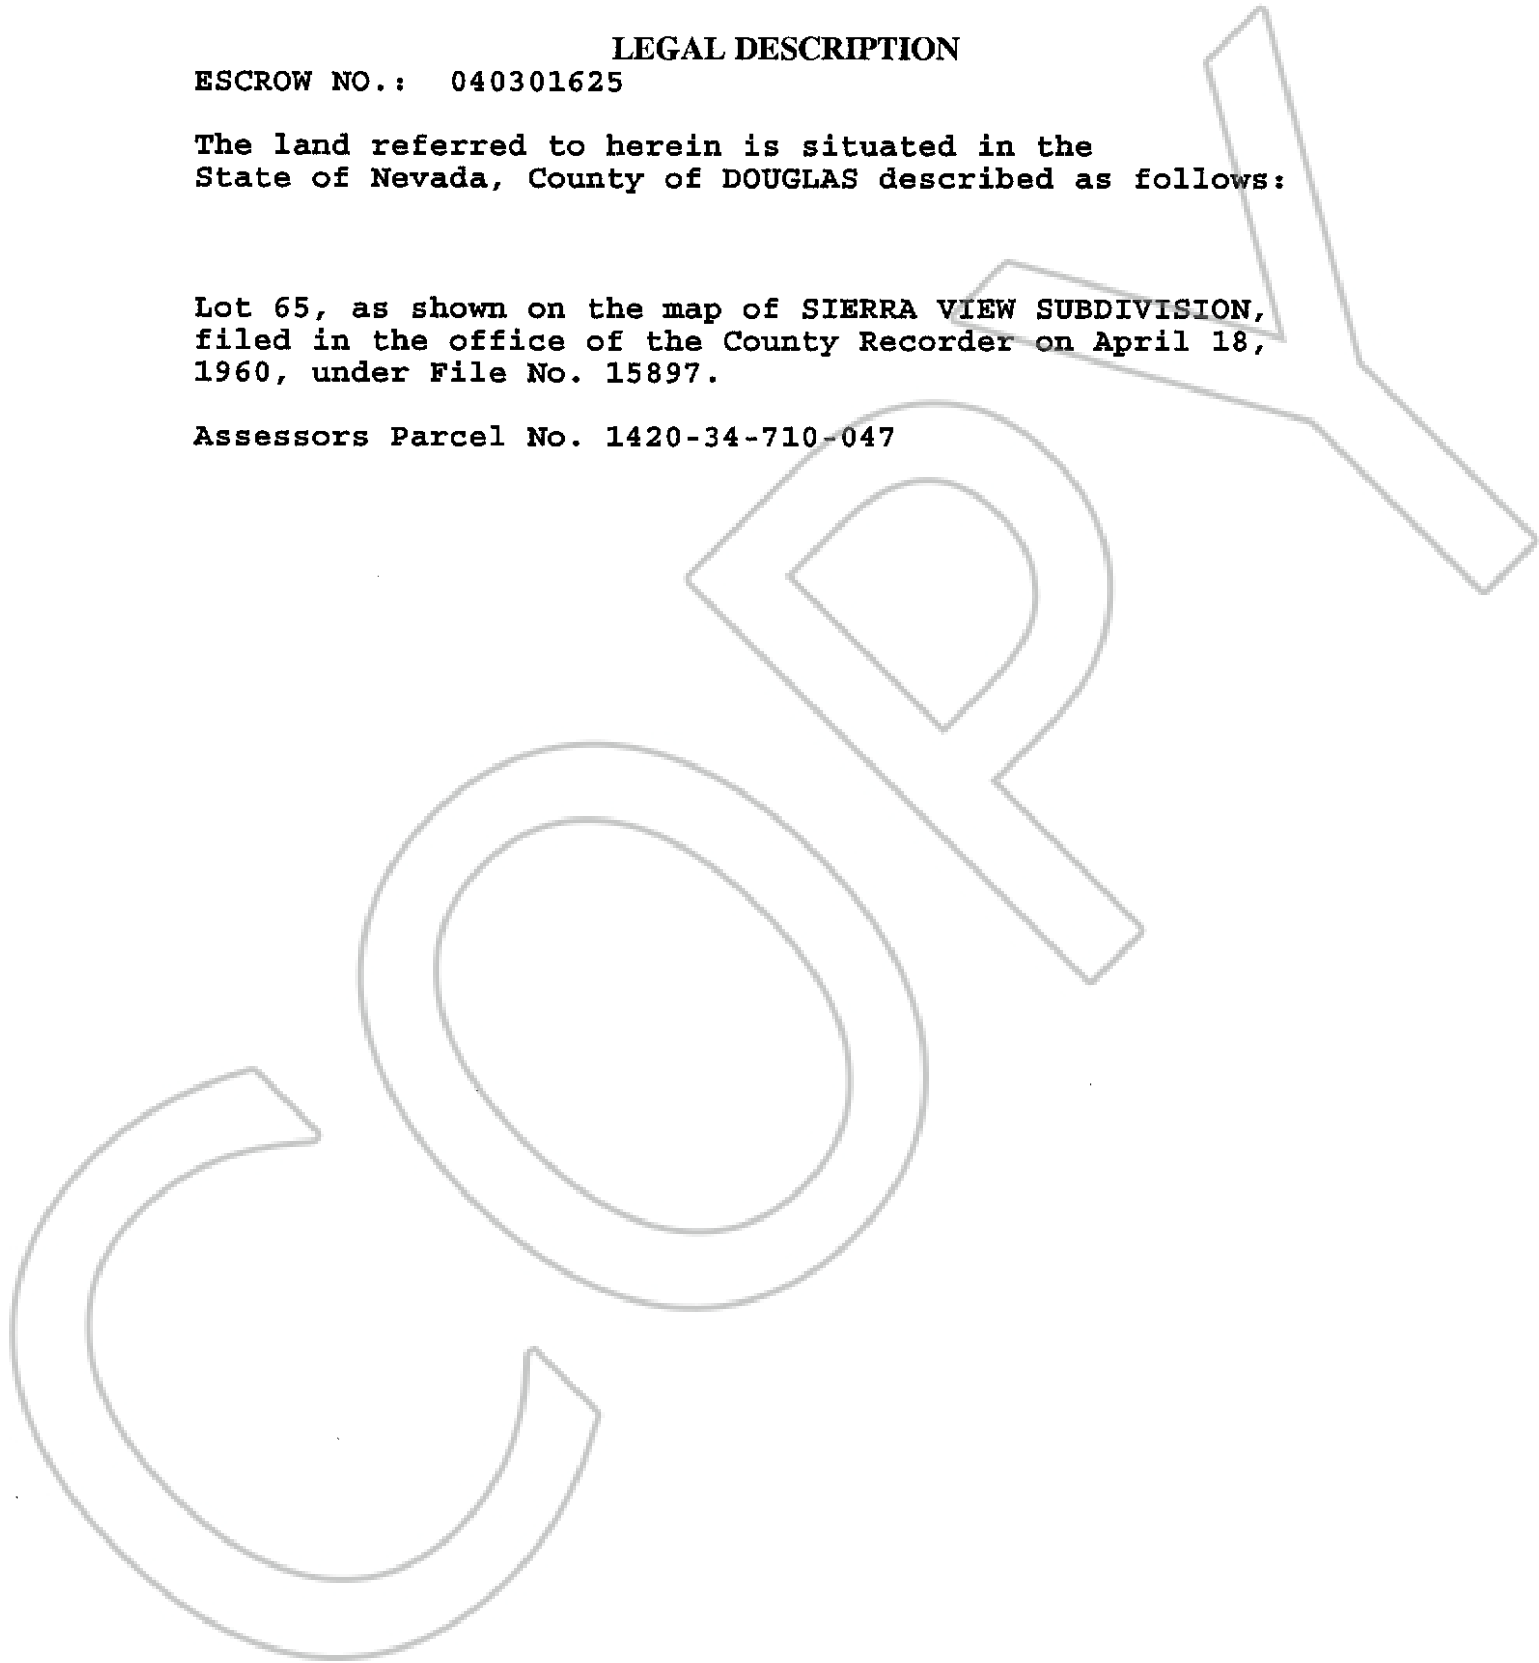 LEGAL DESCRIPTION
ESCROW NO.: 040301625
The land referred to herein is situated in the
State of Nevada, County of DOUGLAS described as follows:
Lot 65, as shown on the map of SIERRA VIEW SUBDIVISION,
filed in the office of the County Recorder on April 18,
1960, under File No. 15897.
Assessors Parcel No. 1420-34-710-047
COPY